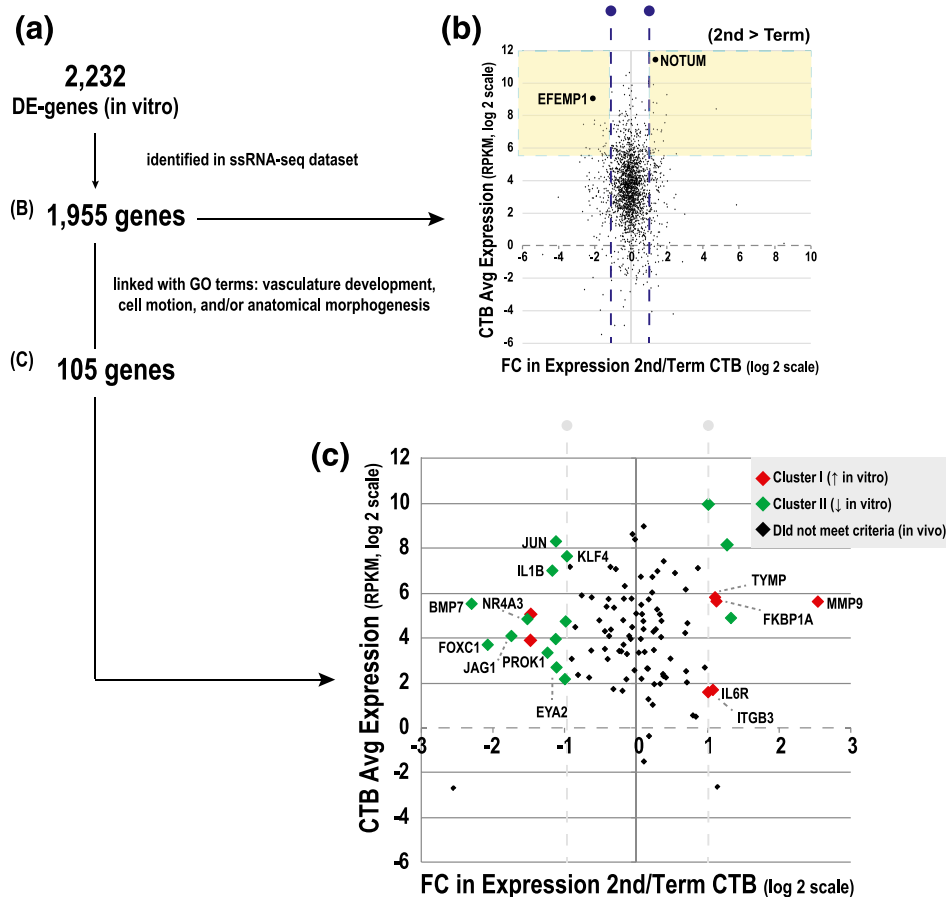 (a)
2,232
DE-genes (in vitro)
identified in ssRNA-seq dataset
(B)
1,955 genes
linked with GO terms: vasculature development,
cell motion, and/or anatomical morphogenesis
(C)
105 genes
(b)
(2nd > Term)
CTB Avg Expression (RPKM, log 2 scale)
12
10
8
6
4
2
0
-2
-4
-6
NOTUM
EFEMP1
-6
-4
-2
0
2
4
6
8
10
FC in Expression 2nd/Term CTB (log 2 scale)
(c)
CTB Avg Expression (RPKM, log 2 scale)
12
10
8
6
4
2
0
-2
-4
-6
Cluster I (↑ in vitro)
Cluster II (↓ in vitro)
Did not meet criteria (in vivo)
JUN
KLF4
IL1B
BMP7
NR4A3
FOXC1
JAG1
PROK1
EYA2
TYMP
MMP9
FKBP1A
IL6R
ITGB3
-3
-2
-1
0
1
2
3
FC in Expression 2nd/Term CTB (log 2 scale)